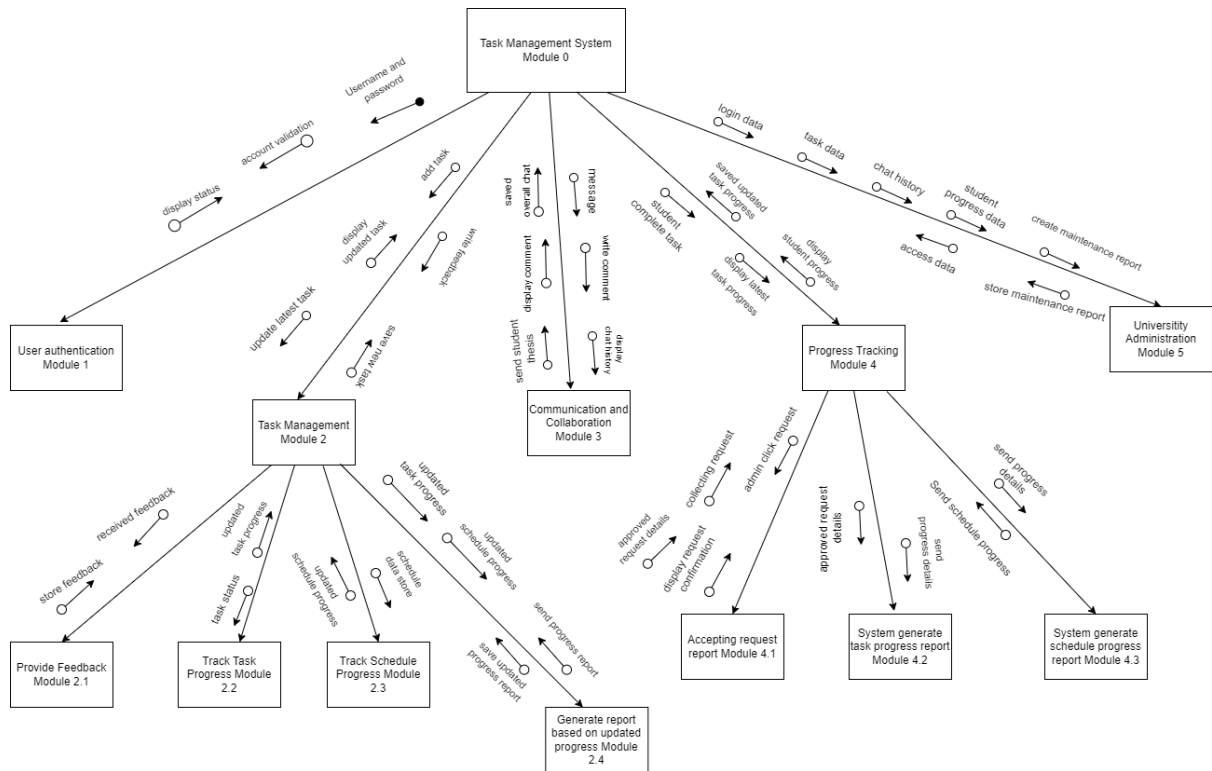 Task Management System
Module 0
Username and
password
account validation
display status
add task
display
updated task
write feedback
update latest task
save new task
saved
overall chat
message
display comment
write comment
send student
thesis
display
chat history
saved updated
task progress
student
complete task
display
student progress
display latest
task progress
login data
task data
chat history
student
progress data
access data
create maintenance report
store maintenance report
User authentication
Module 1
Task Management
Module 2
Communication and
Collaboration
Module 3
Progress Tracking
Module 4
Universitity
Administration
Module 5
received feedback
store feedback
updated
task progress
task status
updated
schedule progress
schedule
data store
updated
task progress
updated
schedule progress
send progress report
save updated
progress report
collecting request
admin click request
approved
request details
display request
confirmation
approved request
details
send
progress details
send progress
details
Send schedule progress
Provide Feedback
Module 2.1
Track Task
Progress Module
2.2
Track Schedule
Progress Module
2.3
Generate report
based on updated
progress Module
2.4
Accepting request
report Module 4.1
System generate
task progress report
Module 4.2
System generate
schedule progress
report Module 4.3